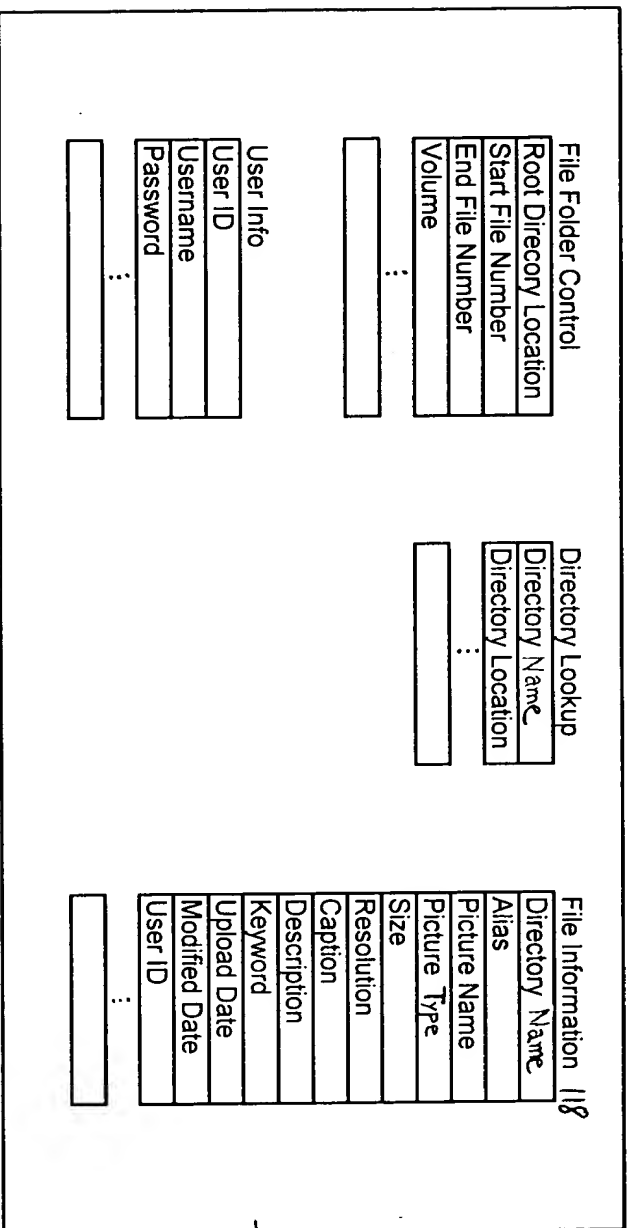 File Folder Control
Root Direcory Location
Start File Number
End File Number
Volume
...
User Info
User ID
Username
Password
...
Directory Lookup
Directory Name
Directory Location
...
File Information 118
Directory Name
Alias
Picture Name
Picture Type
Size
Resolution
Caption
Description
Keyword
Upload Date
Modified Date
User ID
...